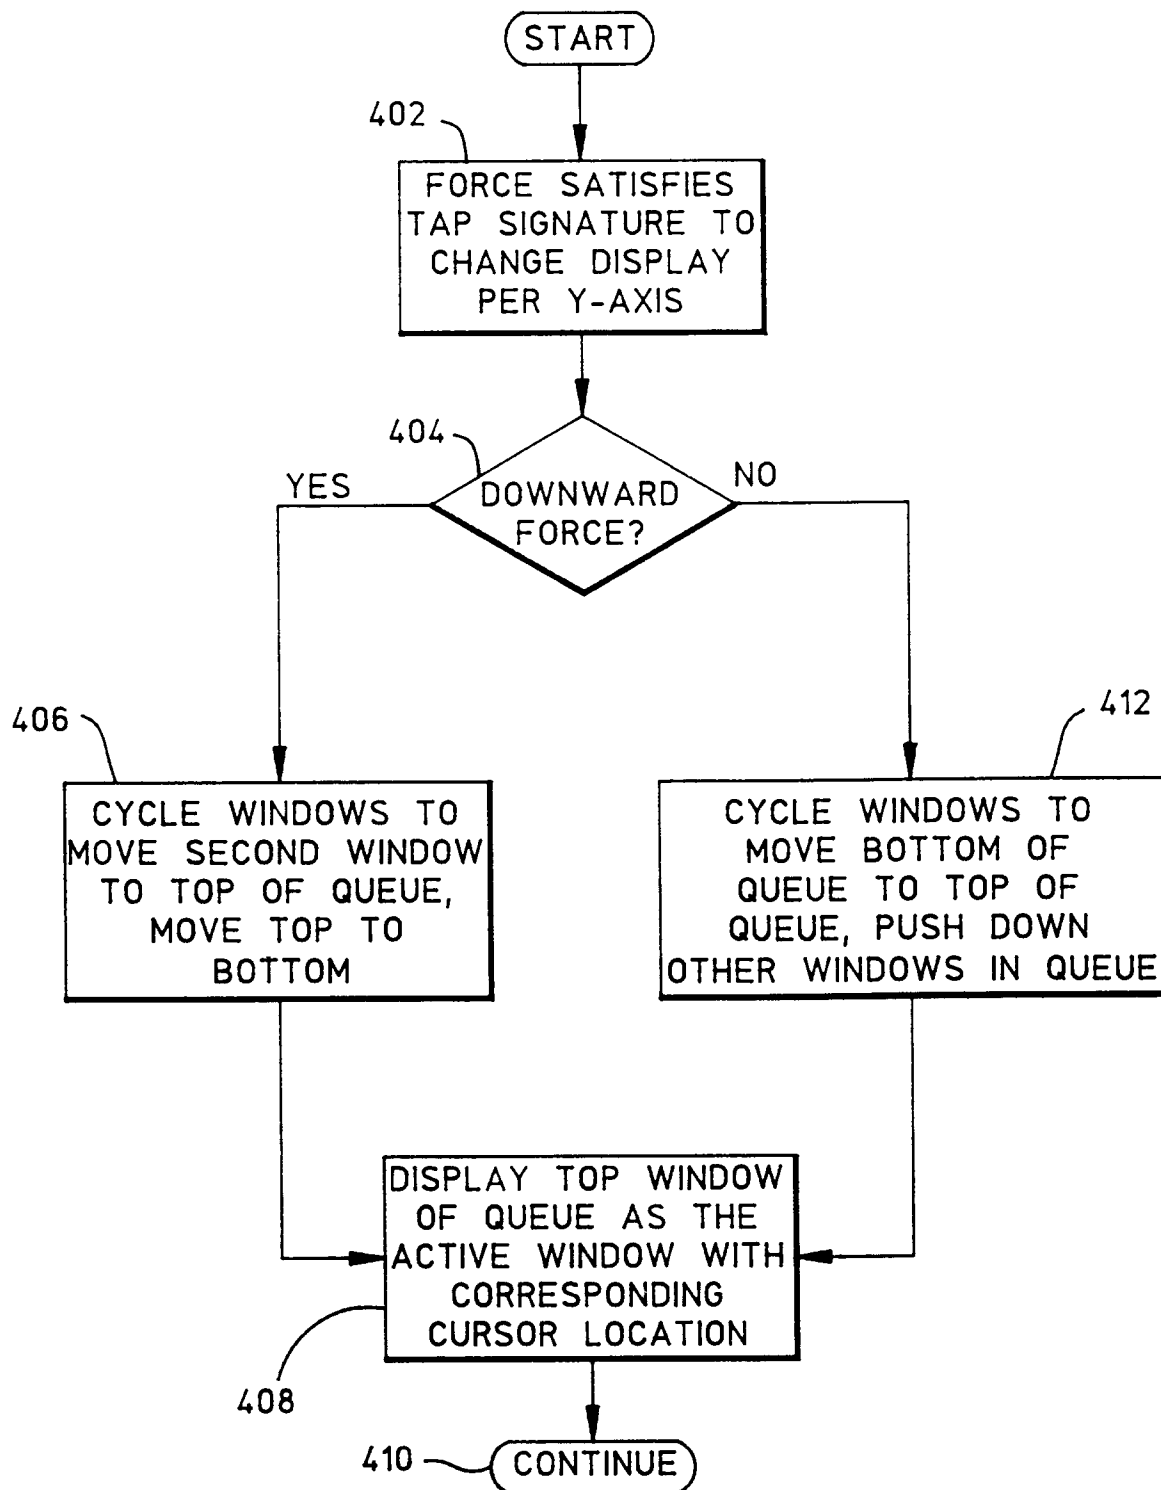 START
402
FORCE SATISFIES
TAP SIGNATURE TO
CHANGE DISPLAY
PER Y-AXIS
404
YES
NO
DOWNWARD
FORCE?
406
412
CYCLE WINDOWS TO
MOVE SECOND WINDOW
TO TOP OF QUEUE,
MOVE TOP TO
BOTTOM
CYCLE WINDOWS TO
MOVE BOTTOM OF
QUEUE TO TOP OF
QUEUE, PUSH DOWN
OTHER WINDOWS IN QUEUE
DISPLAY TOP WINDOW
OF QUEUE AS THE
ACTIVE WINDOW WITH
CORRESPONDING
CURSOR LOCATION
408
410
CONTINUE